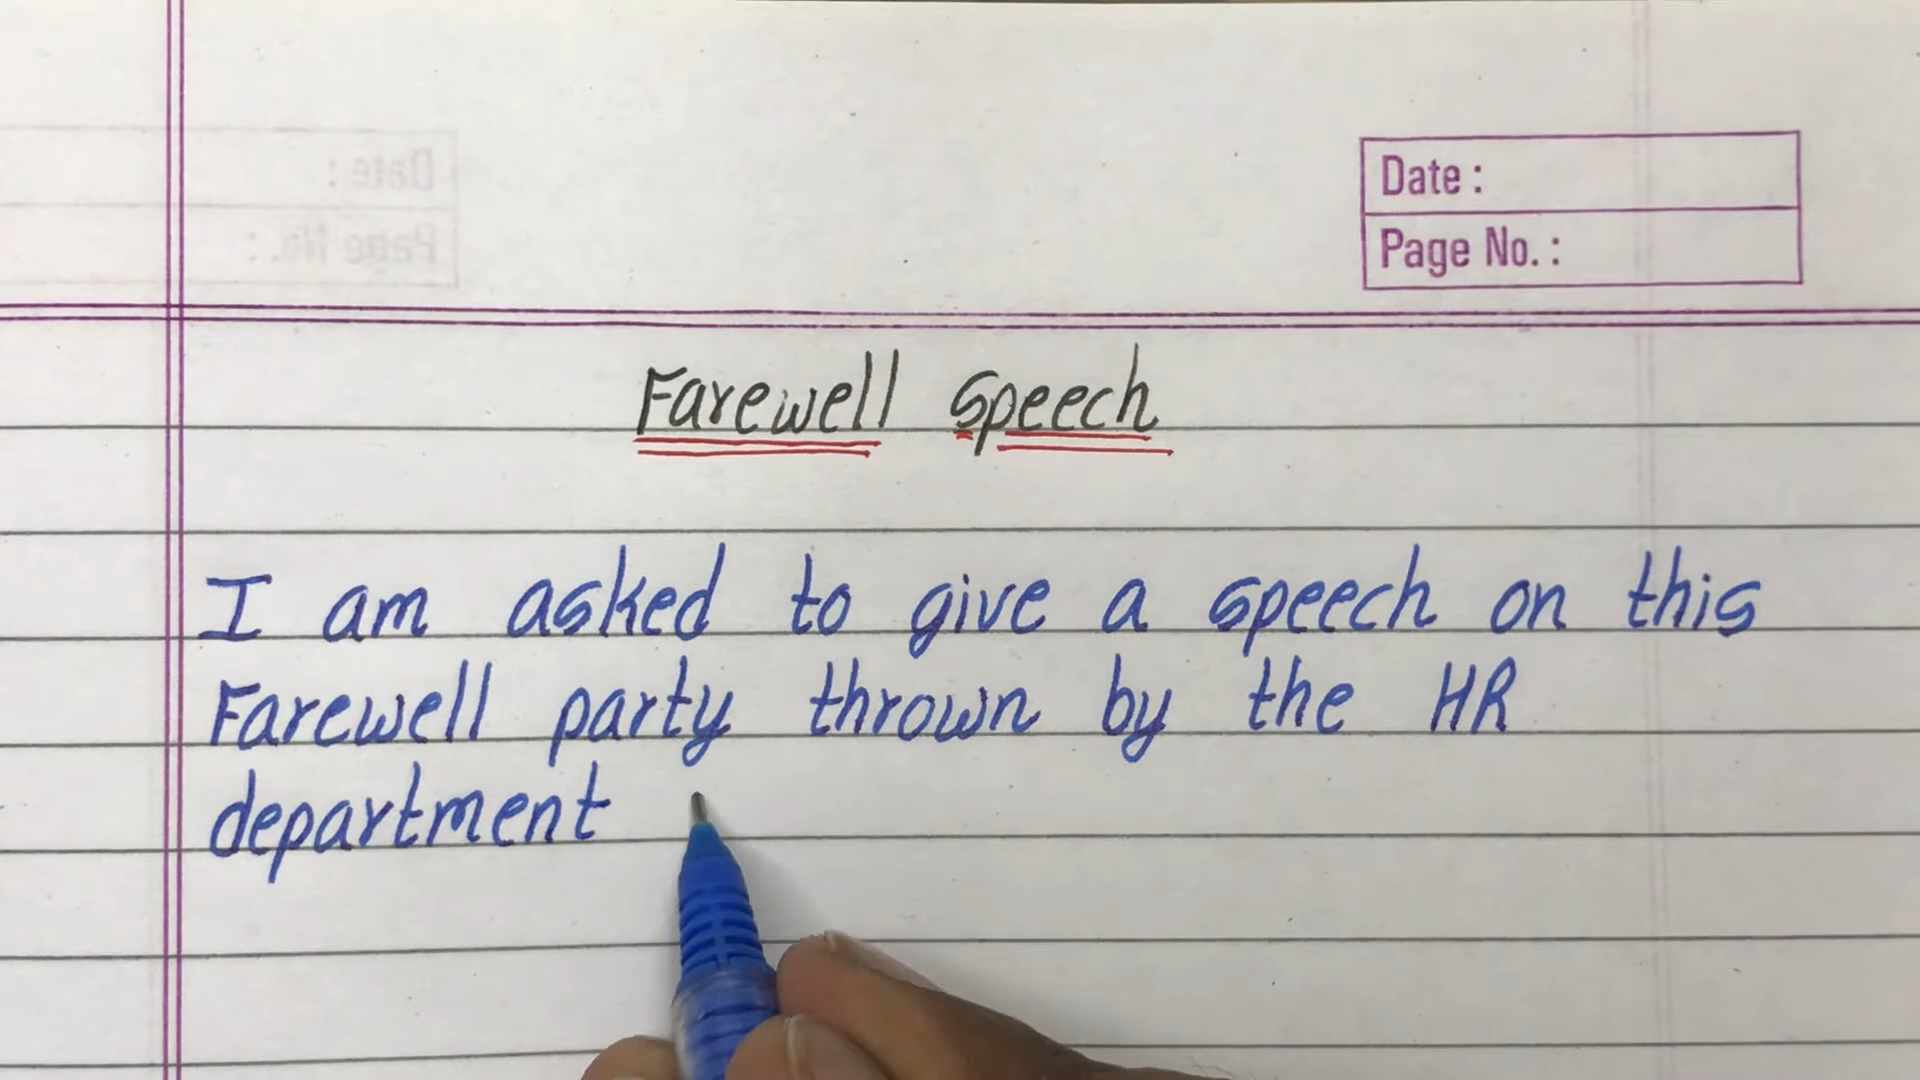 Date :
Page No. :
Farewell speech
I am asked to give a speech on this
Farewell party thrown by the HR
department